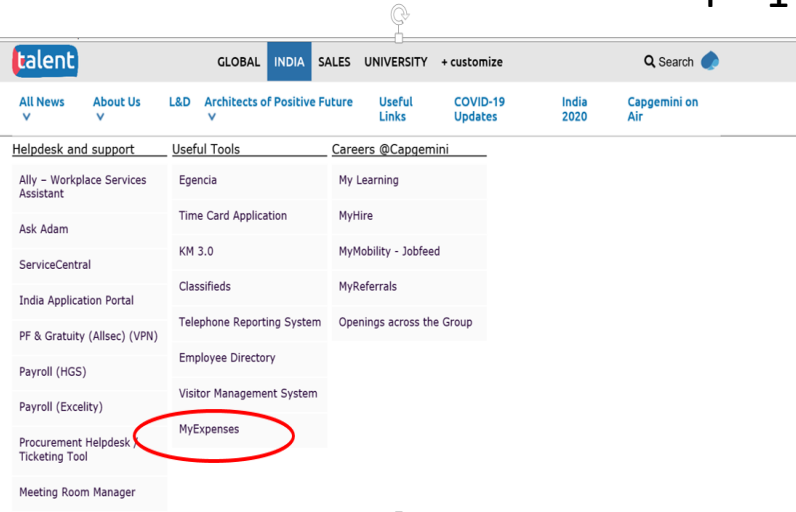 talent
GLOBAL INDIA SALES UNIVERSITY + customize
Search
All News
About Us
L&D
Architects of Positive Future
Useful
Links
COVID-19
Updates
India
2020
Capgemini on
Air
Helpdesk and support
Ally – Workplace Services
Assistant
Ask Adam
ServiceCentral
India Application Portal
PF & Gratuity (Allsec) (VPN)
Payroll (HGS)
Payroll (Excelity)
Procurement Helpdesk /
Ticketing Tool
Meeting Room Manager
Useful Tools
Egencia
Time Card Application
KM 3.0
Classifieds
Telephone Reporting System
Employee Directory
Visitor Management System
MyExpenses
Careers @Capgemini
My Learning
MyHire
MyMobility - Jobfeed
MyReferrals
Openings across the Group